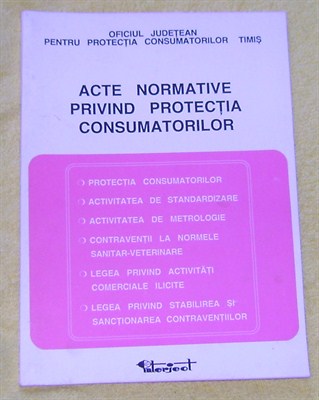 OFICIUL JUDEȚEAN
PENTRU PROTECȚIA CONSUMATORILOR TIMIȘ
ACTE NORMATIVE
PRIVIND PROTECȚIA
CONSUMATORILOR
❍ PROTECȚIA CONSUMATORILOR
❍ ACTIVITATEA DE STANDARDIZARE
❍ ACTIVITATEA DE METROLOGIE
❍ CONTRAVENȚII LA NORMELE
SANITAR-VETERINARE
❍ LEGEA PRIVIND ACTIVITĂȚI
COMERCIALE ILICITE
❍ LEGEA PRIVIND STABILIREA ȘI
SANCȚIONAREA CONTRAVENȚIILOR